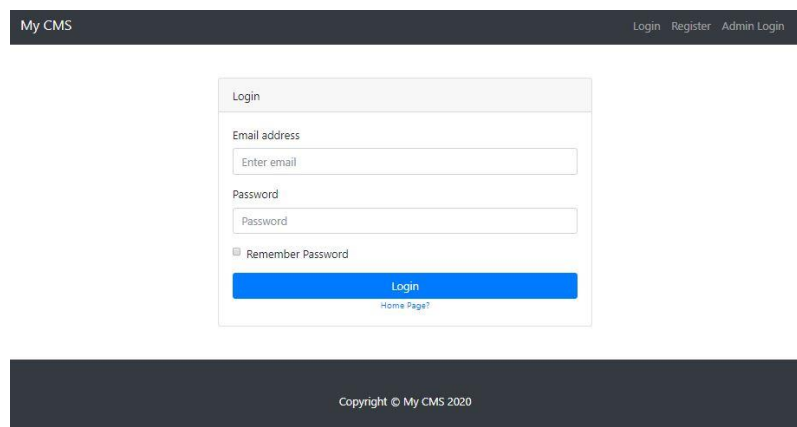 My CMS
Login Register Admin Login
Login
Email address
Enter email
Password
Password
Remember Password
Login
Home Page?
Copyright © My CMS 2020